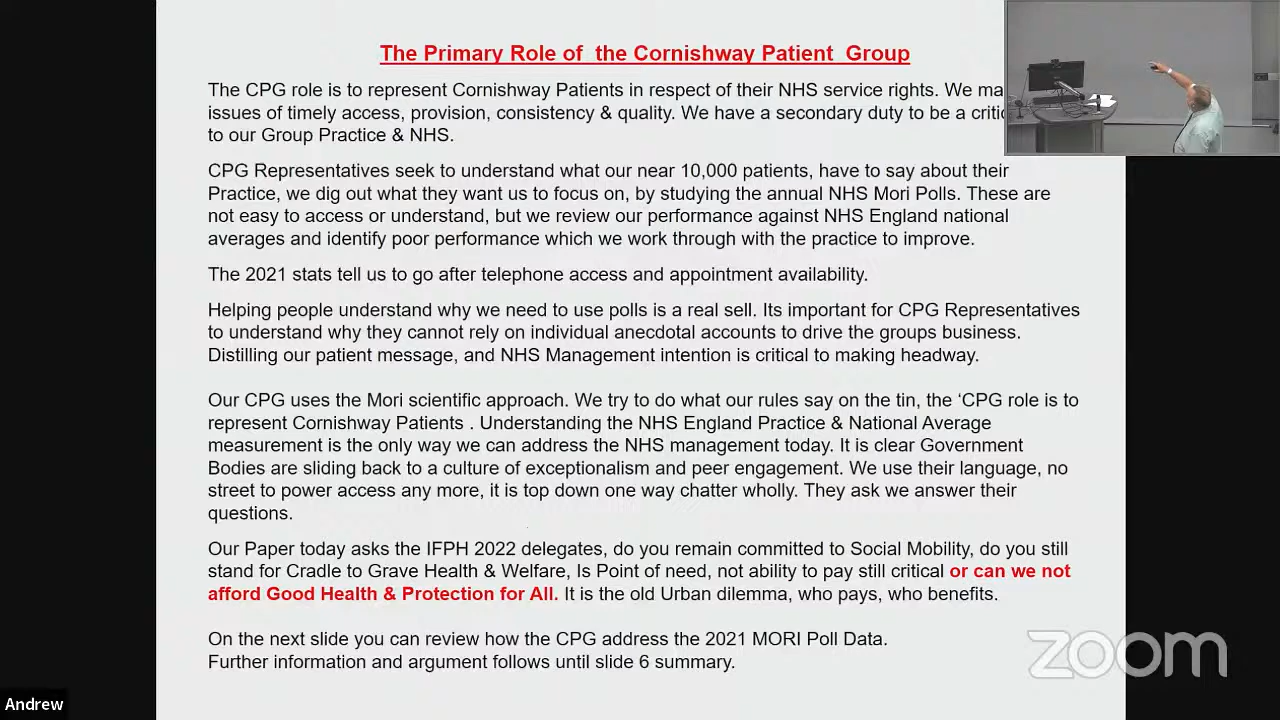 The Primary Role of the Cornishway Patient Group
The CPG role is to represent Cornishway Patients in respect of their NHS service rights. We
issues of timely access, provision, consistency & quality. We have a secondary duty to be a
to our Group Practice & NHS.
CPG Representatives seek to understand what our near 10,000 patients, have to say about their
Practice, we dig out what they want us to focus on, by studying the annual NHS Mori Polls. These are
not easy to access or understand, but we review our performance against NHS England national
averages and identify poor performance which we work through with the practice to improve.
The 2021 stats tell us to go after telephone access and appointment availability.
Helping people understand why we need to use polls is a real sell. Its important for CPG Representatives
to understand why they cannot rely on individual anecdotal accounts to drive the groups business.
Distilling our patient message, and NHS Management intention is critical to making headway.
Our CPG uses the Mori scientific approach. We try to do what our rules say on the tin, the ‘CPG role is to
represent Cornishway Patients . Understanding the NHS England Practice & National Average
measurement is the only way we can address the NHS management today. It is clear Government
Bodies are sliding back to a culture of exceptionalism and peer engagement. We use their language, no
street to power access any more, it is top down one way chatter wholly. They ask we answer their
questions.
Our Paper today asks the IFPH 2022 delegates, do you remain committed to Social Mobility, do you still
stand for Cradle to Grave Health & Welfare, Is Point of need, not ability to pay still critical or can we not
afford Good Health & Protection for All. It is the old Urban dilemma, who pays, who benefits.
On the next slide you can review how the CPG address the 2021 MORI Poll Data.
Further information and argument follows until slide 6 summary.
zoom
Andrew